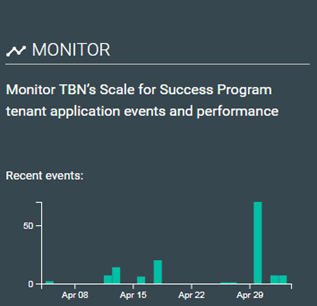 MONITOR
Monitor TBN's Scale for Success Program
tenant application events and performance
Recent events:
50
0
Apr 08 Apr 15 Apr 22 Apr 29